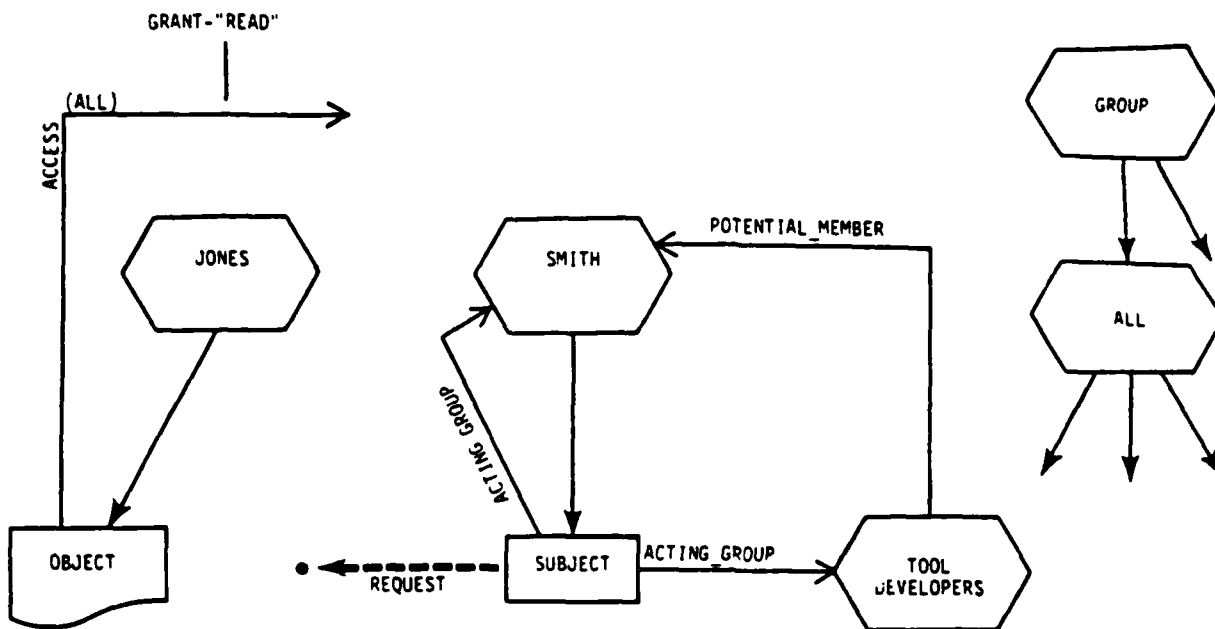 GRANT-"READ"
(ALL)
ACCESS
GROUP
POTENTIAL_MEMBER
JONES
SMITH
ALL
ACTING GROUP
OBJECT
REQUEST
SUBJECT
ACTING_GROUP
TOOL
DEVELOPERS